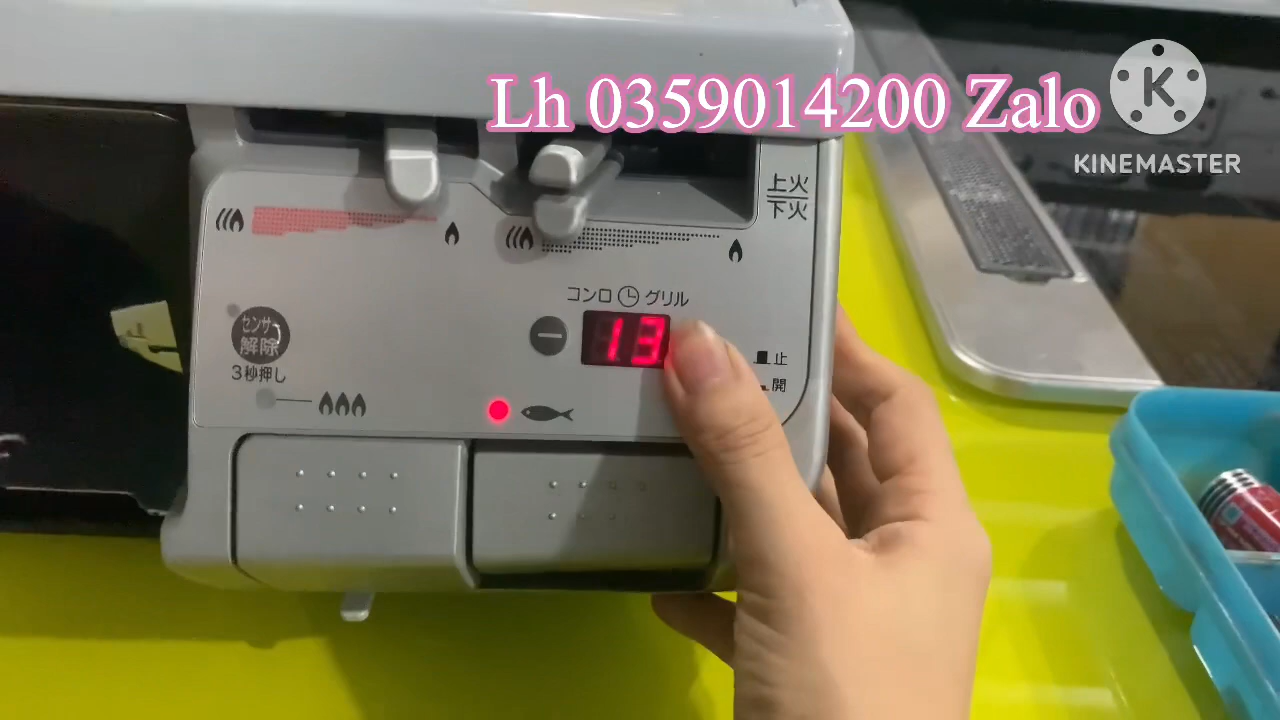 Lh 0359014200 Zalo
KINEMASTER
上火
下火
コンロ グリル
13
センサー
解除
3秒押し
止
開